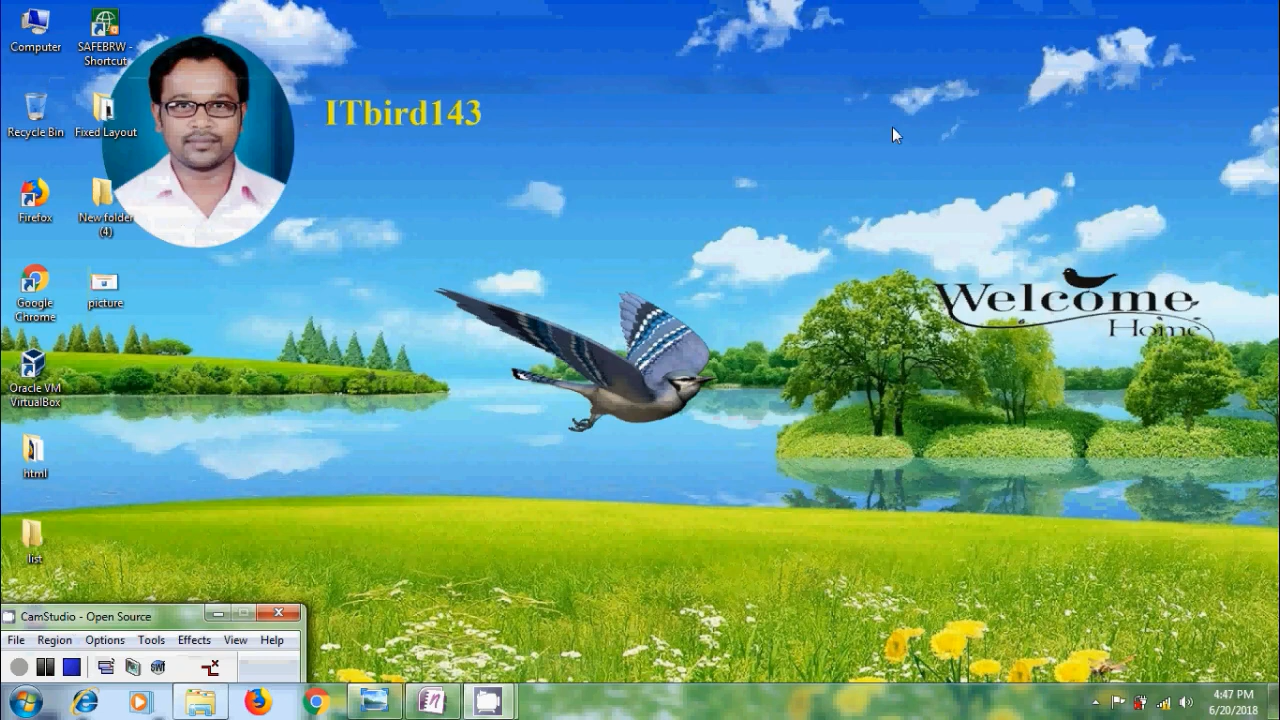 Computer
SAFEBRW -
Shortcut
Recycle Bin
Fixed Layout
Firefox
New folder
(4)
Google
Chrome
picture
Oracle VM
VirtualBox
html
list
ITbird143
Welcome
Home
CamStudio - Open Source
File Region Options Tools Effects View Help
4:47 PM
6/20/2018